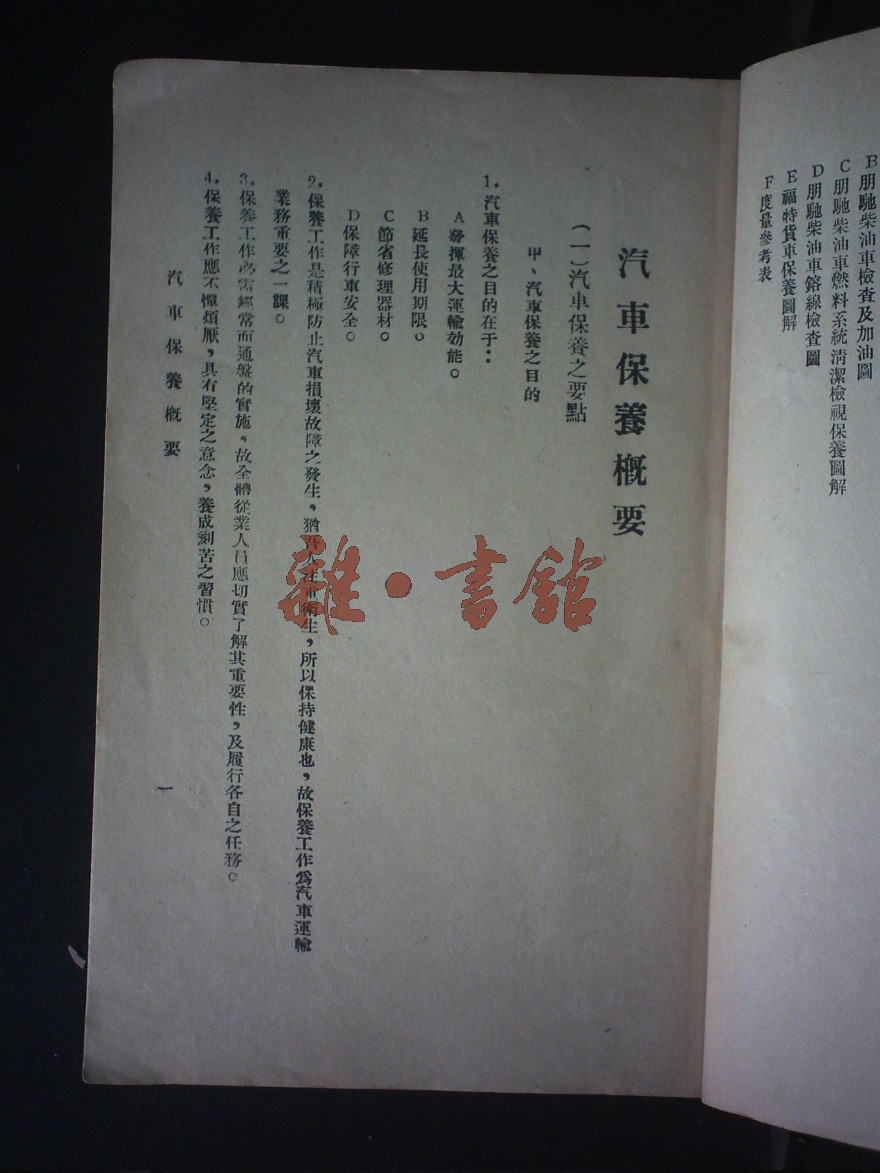 B朋馳柴油車檢查及加油圖
C朋馳柴油車燃料系統清潔檢視保養圖解
D朋馳柴油車鎔線檢查圖
E福特貨車保養圖解
F度量參考表
汽車保養概要
（一）汽車保養之要點
甲、汽車保養之目的
1.汽車保養之目的在于：
A發揮最大運輸効能。
B延長使用期限。
C節省修理器材。
D保障行車安全。
2.保養工作是積極防止汽車損壞故障之發生，猶吾人注重衛生，所以保持健康也，故保養工作爲汽車運輸
業務重要之一課。
3.保養工作必需經常而通盤的實施。故全體從業人員應切實了解其重要性，及履行各自之任務。
4.保養工作應不憚煩厭，具有堅定之意念，養成刻苦之習慣。
汽車保養概要
一
雜·書館